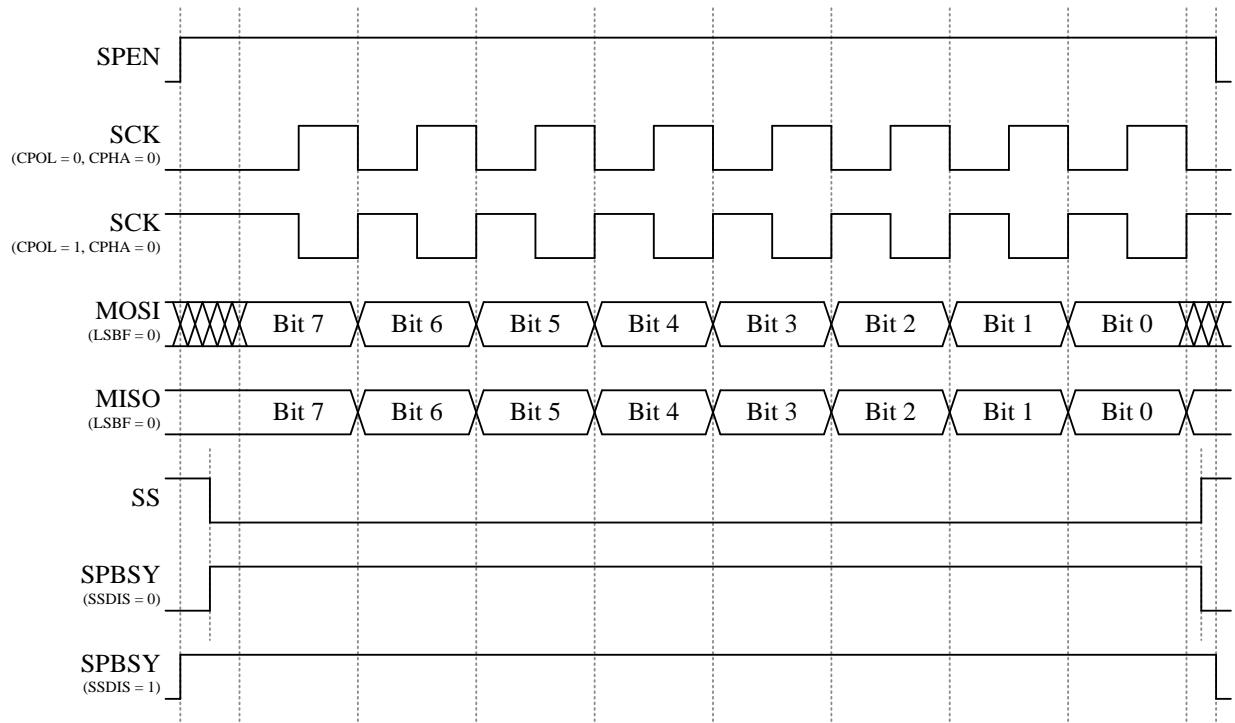 SPEN
SCK
(CPOL = 0, CPHA = 0)
SCK
(CPOL = 1, CPHA = 0)
MOSI
(LSBF = 0)
Bit 7 Bit 6 Bit 5 Bit 4 Bit 3 Bit 2 Bit 1 Bit 0
MISO
(LSBF = 0)
Bit 7 Bit 6 Bit 5 Bit 4 Bit 3 Bit 2 Bit 1 Bit 0
SS
SPBSY
(SSDIS = 0)
SPBSY
(SSDIS = 1)